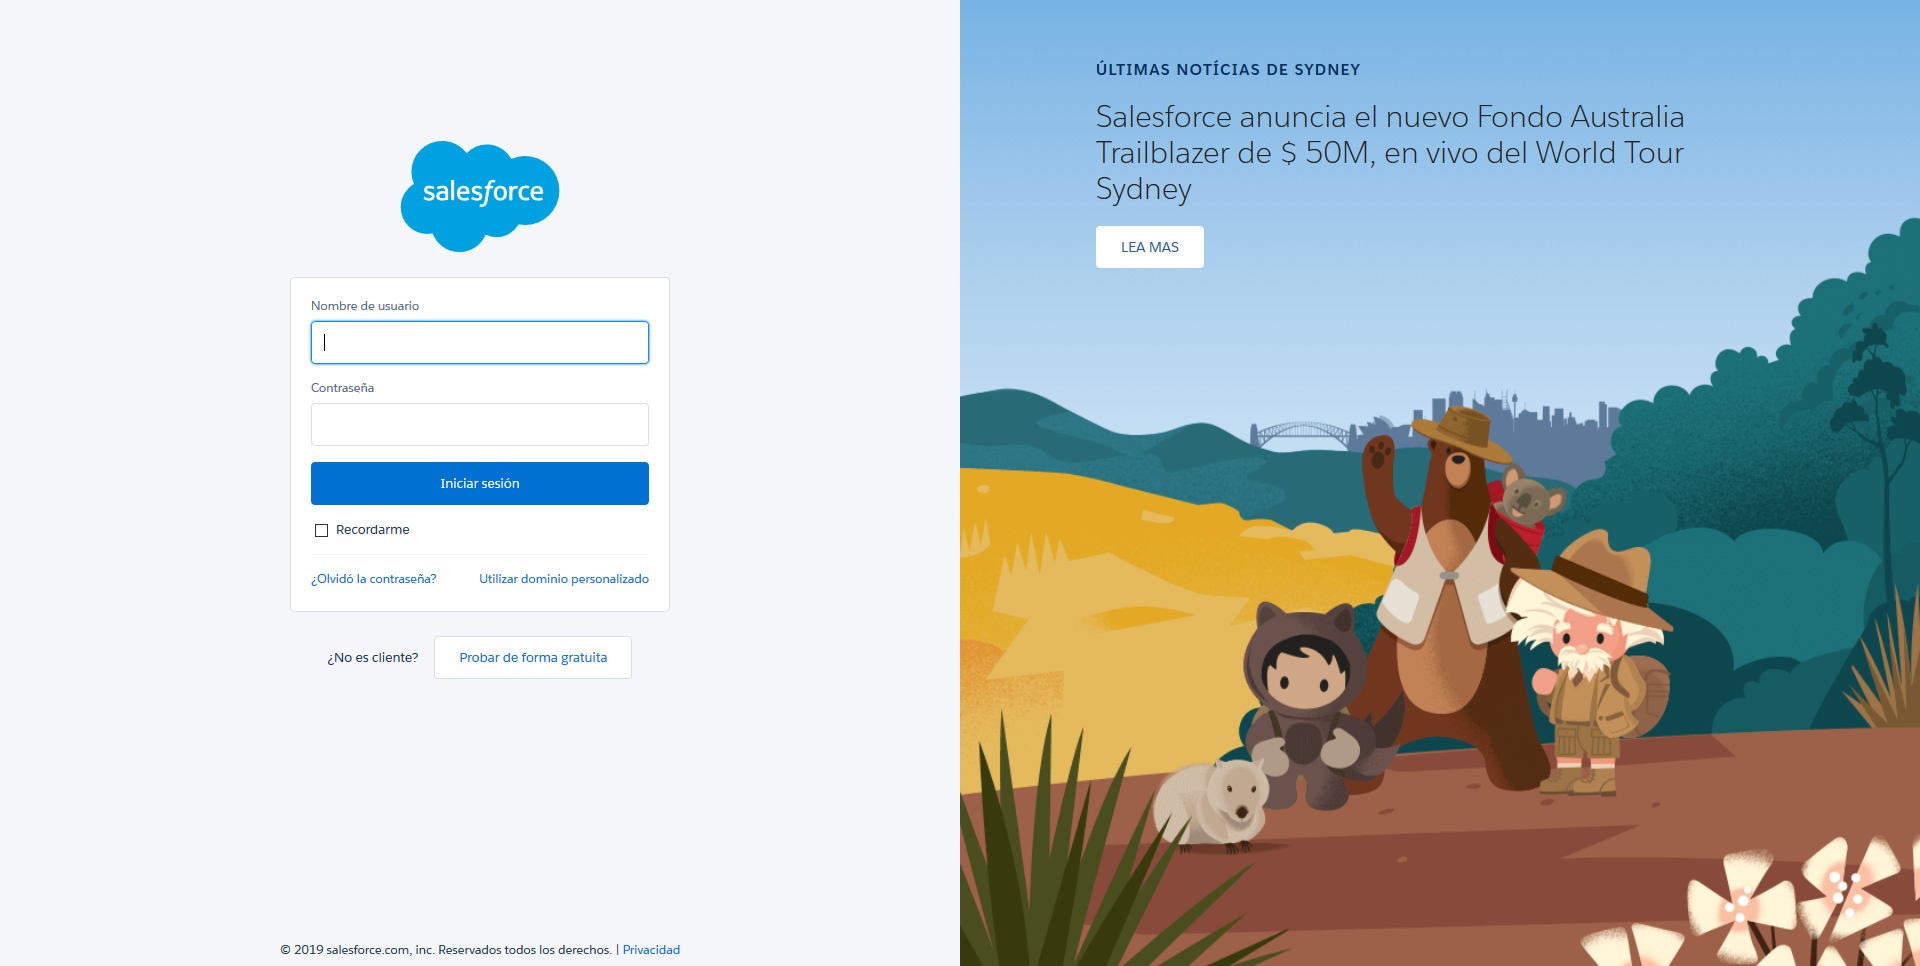 salesforce
Nombre de usuario
Contraseña
Iniciar sesión
Recordarme
¿Olvidó la contraseña? Utilizar dominio personalizado
¿No es cliente? Probar de forma gratuita
© 2019 salesforce.com, inc. Reservados todos los derechos. | Privacidad
ÚLTIMAS NOTÍCIAS DE SYDNEY
Salesforce anuncia el nuevo Fondo Australia
Trailblazer de $ 50M, en vivo del World Tour
Sydney
LEA MAS